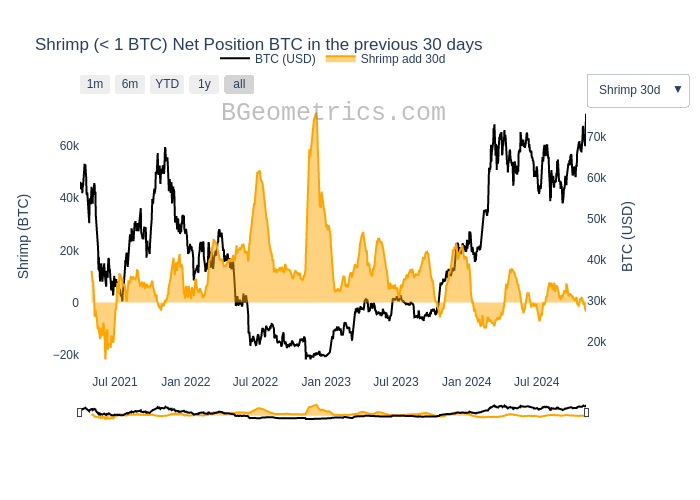 Shrimp (< 1 BTC) Net Position BTC in the previous 30 days
BTC (USD) Shrimp add 30d
1m 6m YTD 1y all
Shrimp 30d ▼
BGeometrics.com
60k
40k
20k
0
−20k
Shrimp (BTC)
70k
60k
50k
40k
30k
20k
BTC (USD)
Jul 2021 Jan 2022 Jul 2022 Jan 2023 Jul 2023 Jan 2024 Jul 2024